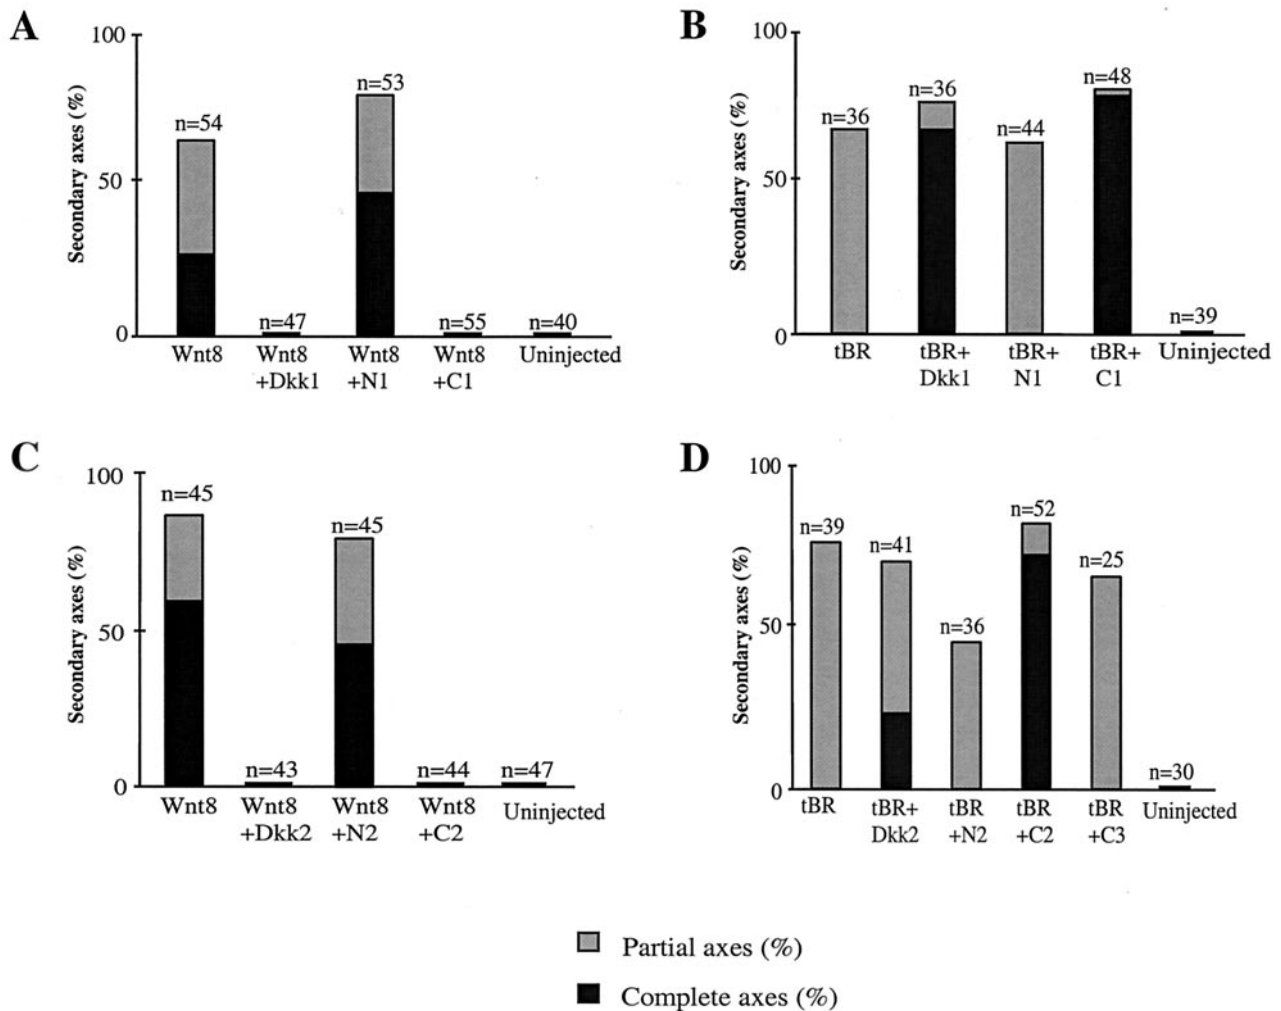 A
100
Secondary axes (%)
50
0
n=54
n=47
n=53
n=55
n=40
Wnt8
Wnt8
+Dkk1
Wnt8
+N1
Wnt8
+C1
Uninjected
B
100
Secondary axes (%)
50
0
n=36
n=36
n=44
n=48
n=39
tBR
tBR+
Dkk1
tBR+
N1
tBR+
C1
Uninjected
C
100
Secondary axes (%)
50
0
n=45
n=43
n=45
n=44
n=47
Wnt8
Wnt8
+Dkk2
Wnt8
+N2
Wnt8
+C2
Uninjected
D
100
Secondary axes (%)
50
0
n=39
n=41
n=36
n=52
n=25
n=30
tBR
tBR+
Dkk2
tBR
+N2
tBR
+C2
tBR
+C3
Uninjected
Partial axes (%)
Complete axes (%)